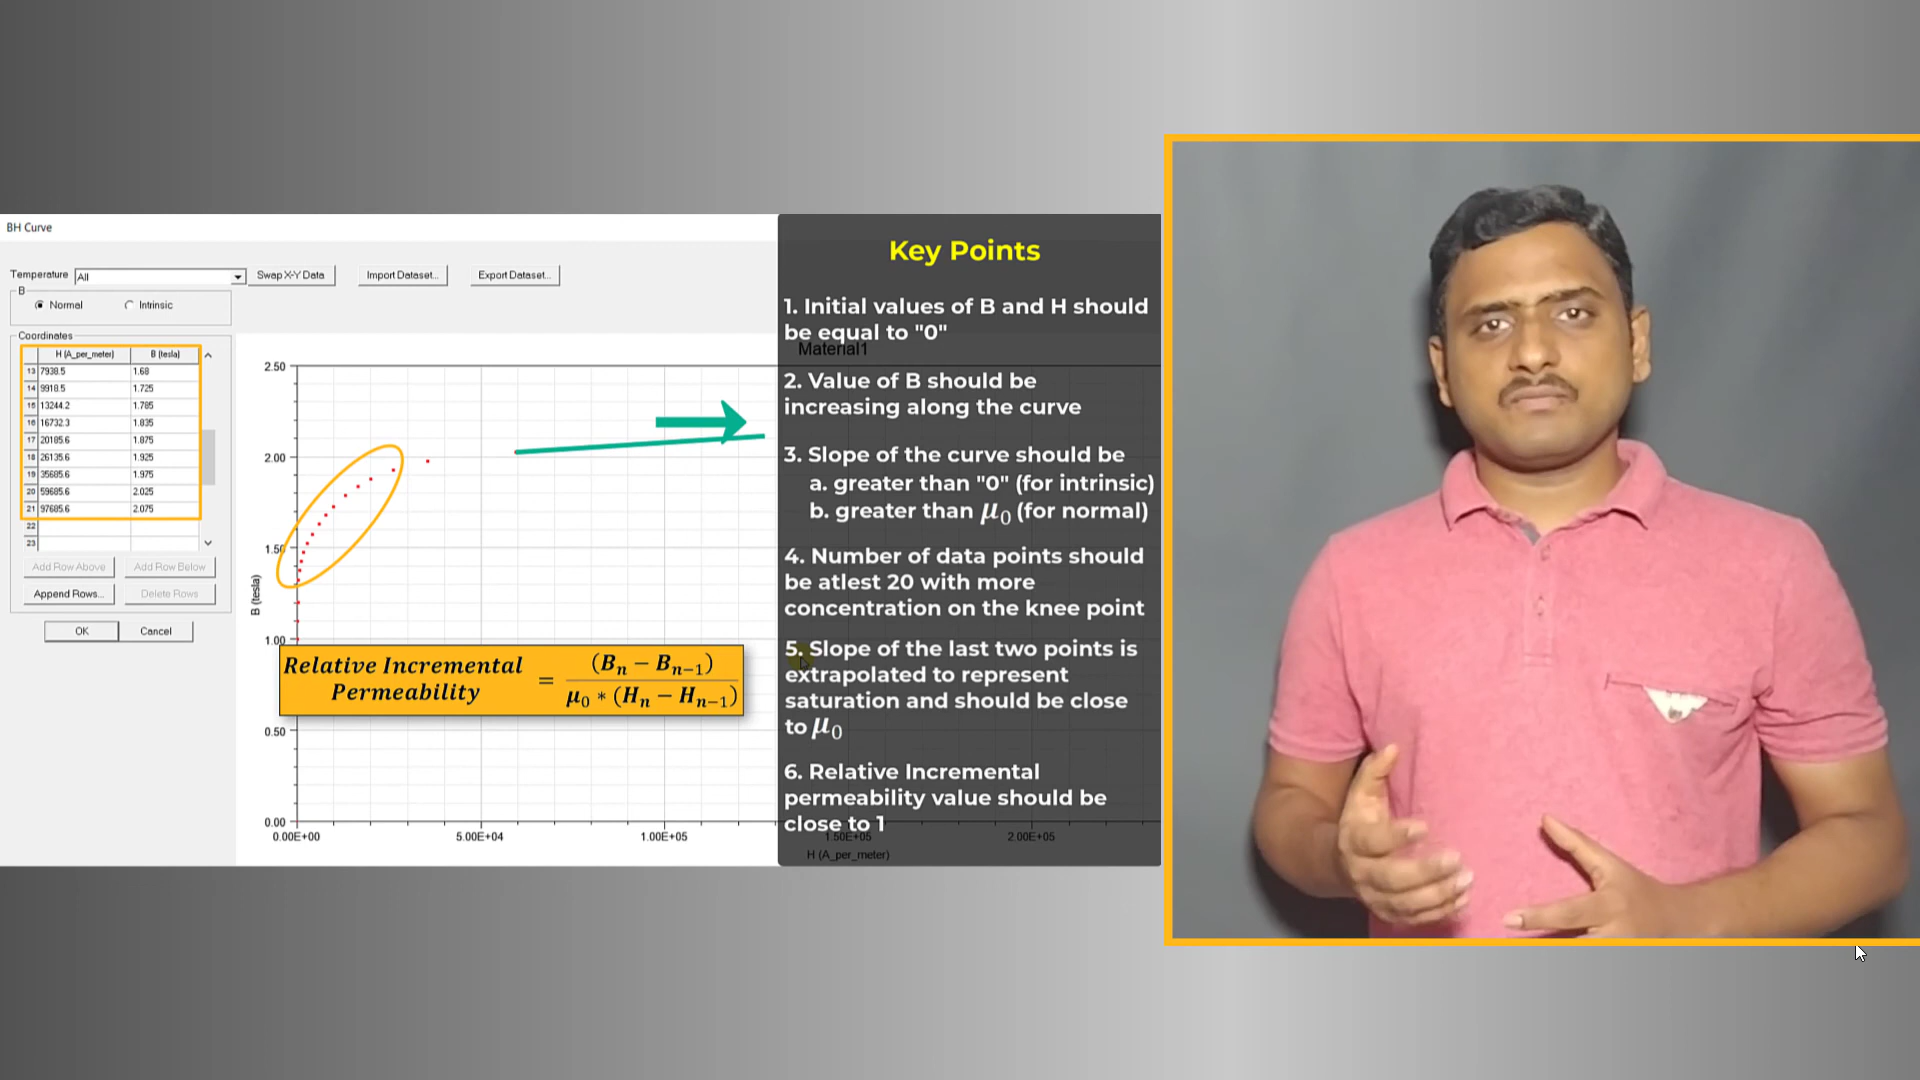 BH Curve
Temperature All Swap X-Y Data Import Dataset... Export Dataset...
B
Normal Intrinsic
Coordinates
H (A_per_meter) B (tesla)
13 7938.5 1.68
14 9918.5 1.725
15 13244.2 1.785
16 16732.3 1.835
17 20185.6 1.875
18 26135.6 1.925
19 35685.6 1.975
20 59685.6 2.025
21 97685.6 2.075
22
23
Add Row Above Add Row Below
Append Rows... Delete Rows
OK Cancel
Material1
2.50
2.00
1.50
1.00
0.50
0.00
B (tesla)
0.00E+00 5.00E+04 1.00E+05 1.50E+05 2.00E+05
H (A_per_meter)
Relative Incremental
Permeability
= (Bn − Bn−1)
μ0 * (Hn − Hn−1)
Key Points
1. Initial values of B and H should
be equal to "0"
2. Value of B should be
increasing along the curve
3. Slope of the curve should be
a. greater than "0" (for intrinsic)
b. greater than μ0 (for normal)
4. Number of data points should
be atlest 20 with more
concentration on the knee point
5. Slope of the last two points is
extrapolated to represent
saturation and should be close
to μ0
6. Relative Incremental
permeability value should be
close to 1